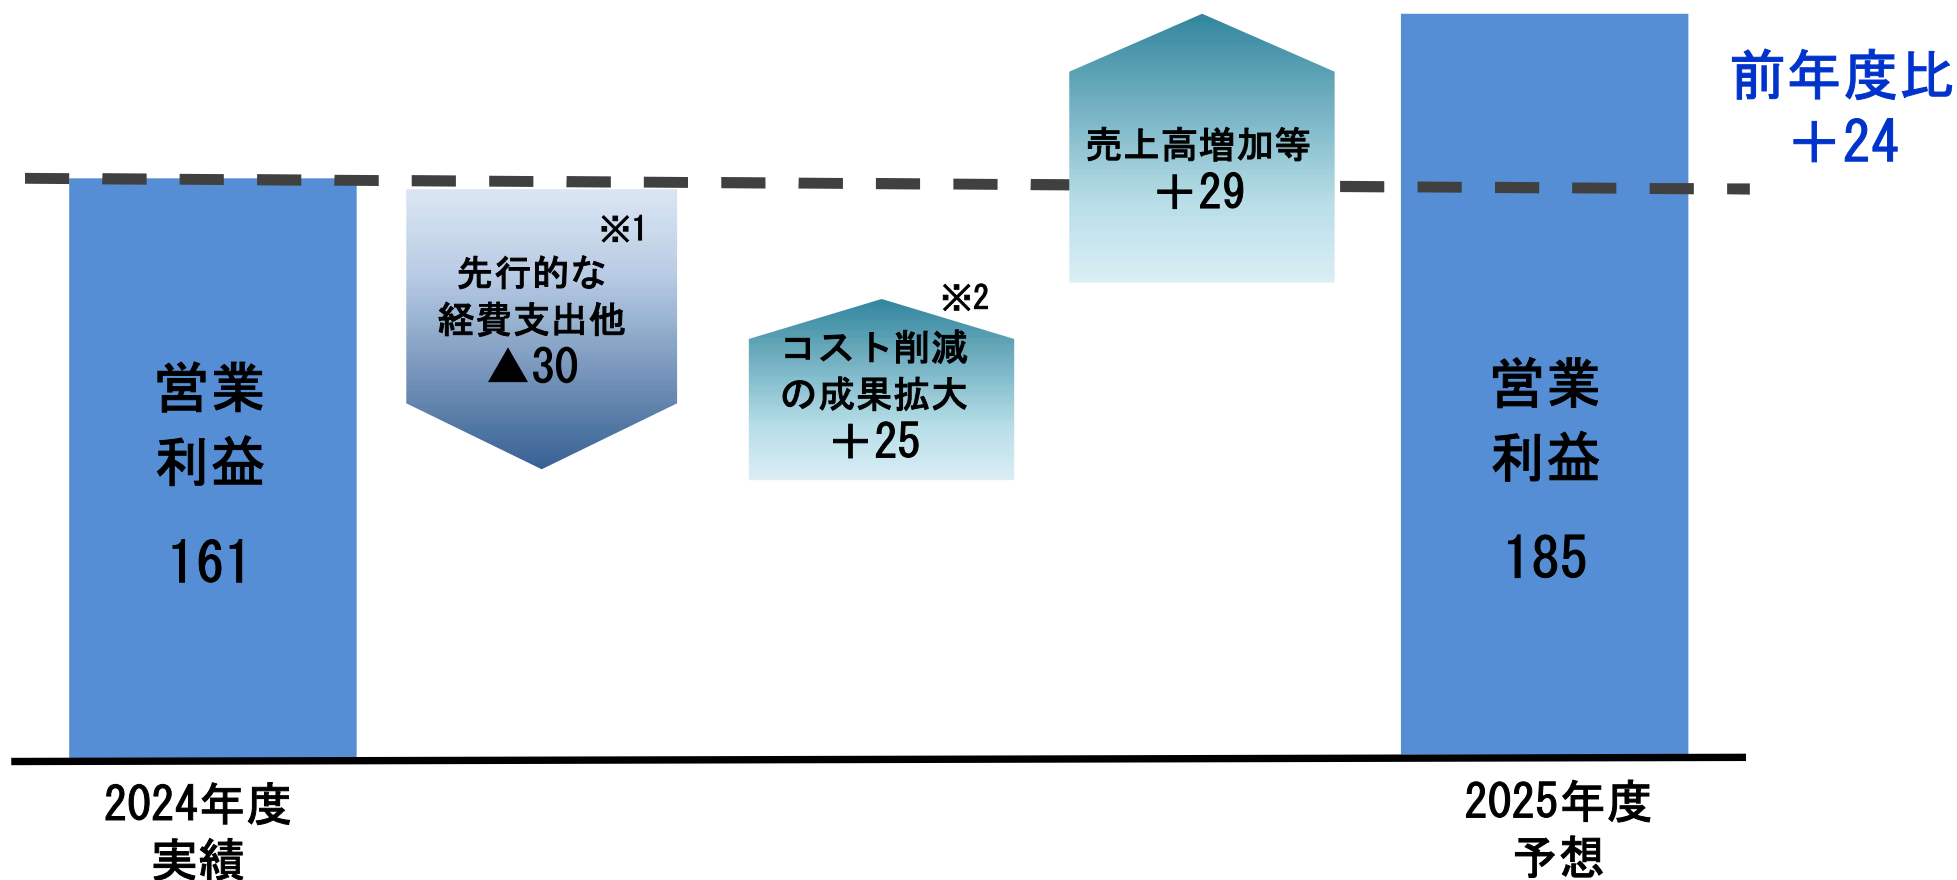 前年度比
＋24
売上高増加等
＋29
※1
先行的な
経費支出他
▲30
※2
コスト削減
の成果拡大
＋25
営業
利益
161
営業
利益
185
2024年度
実績
2025年度
予想